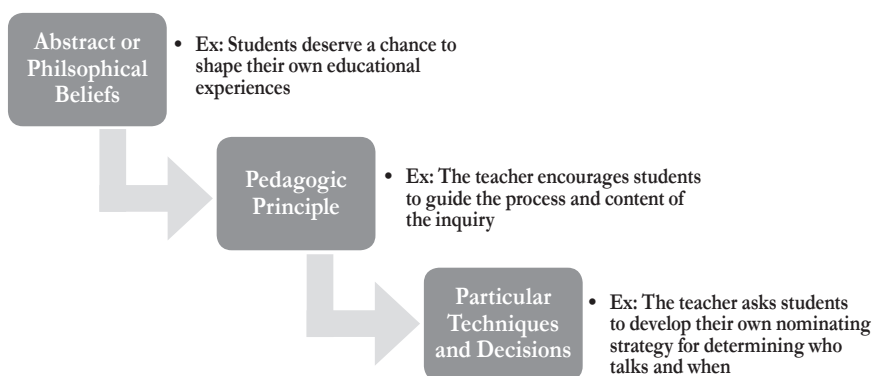 Abstract or
Philsophical
Beliefs
• Ex: Students deserve a chance to
shape their own educational
experiences
Pedagogic
Principle
• Ex: The teacher encourages students
to guide the process and content of
the inquiry
Particular
Techniques
and Decisions
• Ex: The teacher asks students
to develop their own nominating
strategy for determining who
talks and when